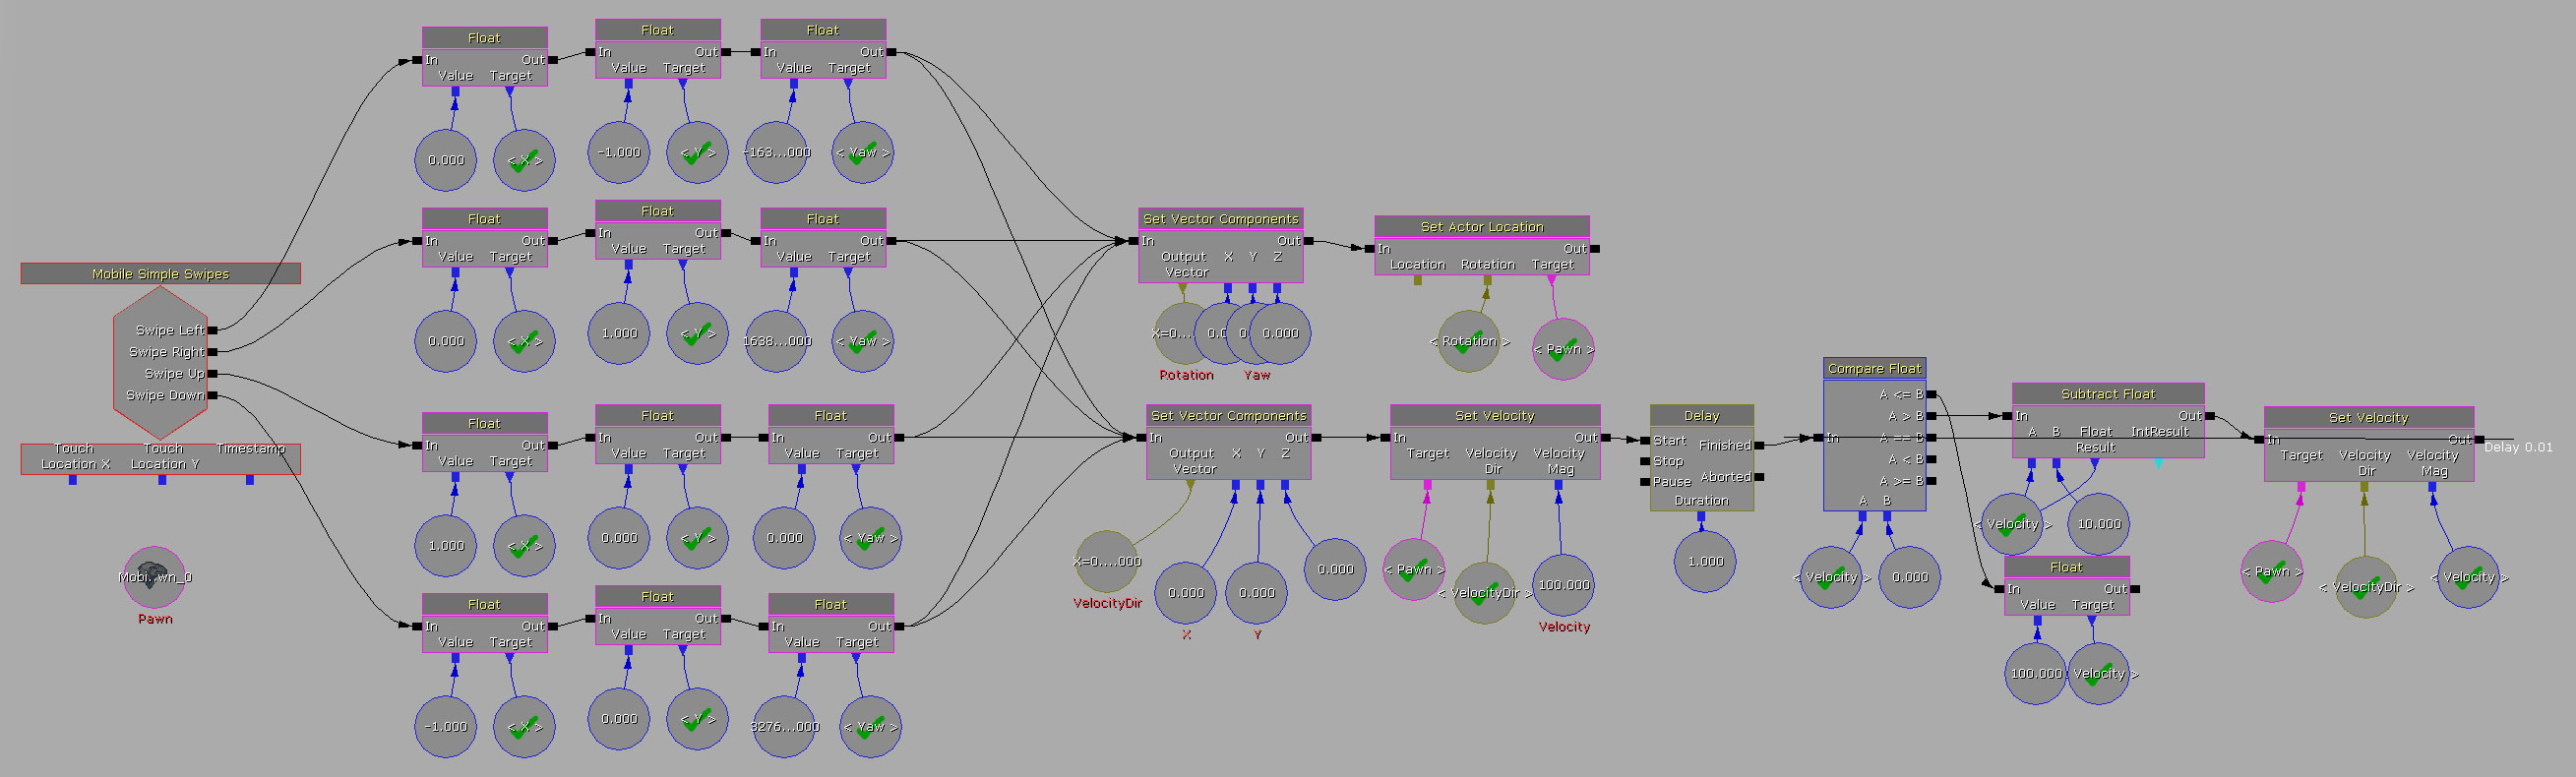 Mobile Simple Swipes
Swipe Left
Swipe Right
Swipe Up
Swipe Down
Touch Location X
Touch Location Y
Timestamp
Mobi..wn_0
Pawn
Float
In Out
Value Target
0.000
< X >
Float
In Out
Value Target
-1.000
< Y >
Float
In Out
Value Target
-163...000
< Yaw >
Float
In Out
Value Target
0.000
< X >
Float
In Out
Value Target
1.000
< Y >
Float
In Out
Value Target
1638...000
< Yaw >
Float
In Out
Value Target
1.000
< X >
Float
In Out
Value Target
0.000
< Y >
Float
In Out
Value Target
0.000
< Yaw >
Float
In Out
Value Target
-1.000
< X >
Float
In Out
Value Target
0.000
< Y >
Float
In Out
Value Target
3276...000
< Yaw >
Set Vector Components
In Out
Output Vector X Y Z
X=0...
0.0
0.000
Rotation
Yaw
Set Actor Location
In Out
Location Rotation Target
< Rotation >
< Pawn >
Set Vector Components
In Out
Output Vector X Y Z
X=0....000
VelocityDir
0.000
X
0.000
Y
0.000
Set Velocity
In Out
Target Velocity Dir Velocity Mag
< Pawn >
< VelocityDir >
100.000
Velocity
Delay
Start
Stop
Pause
Finished
Aborted
Duration
1.000
Compare Float
In
A <= B
A > B
A == B
A < B
A >= B
A B
< Velocity >
0.000
Subtract Float
In Out
A B Float Result IntResult
< Velocity >
10.000
Float
In Out
Value Target
100.000
Velocity >
Set Velocity
In Out
Target Velocity Dir Velocity Mag
< Pawn >
< VelocityDir >
< Velocity >
Delay 0.01